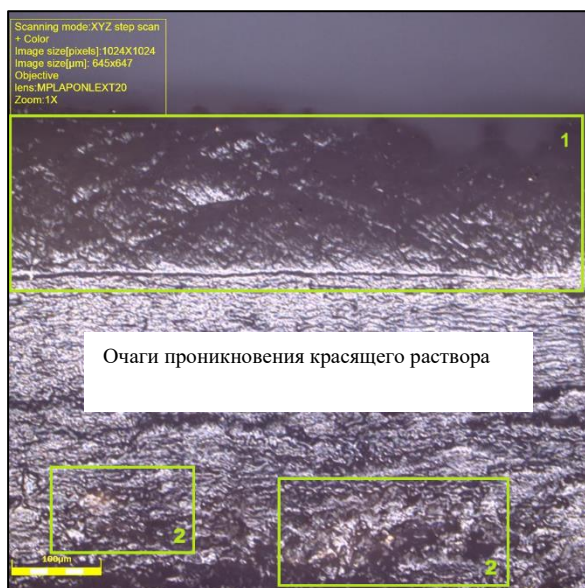 Scanning mode:XYZ step scan
+ Color
Image size[pixels]:1024X1024
Image size[µm]: 645x647
Objective
lens:MPLAPONLEXT20
Zoom:1X
1
Очаги проникновения красящего раствора
2
2
100µm